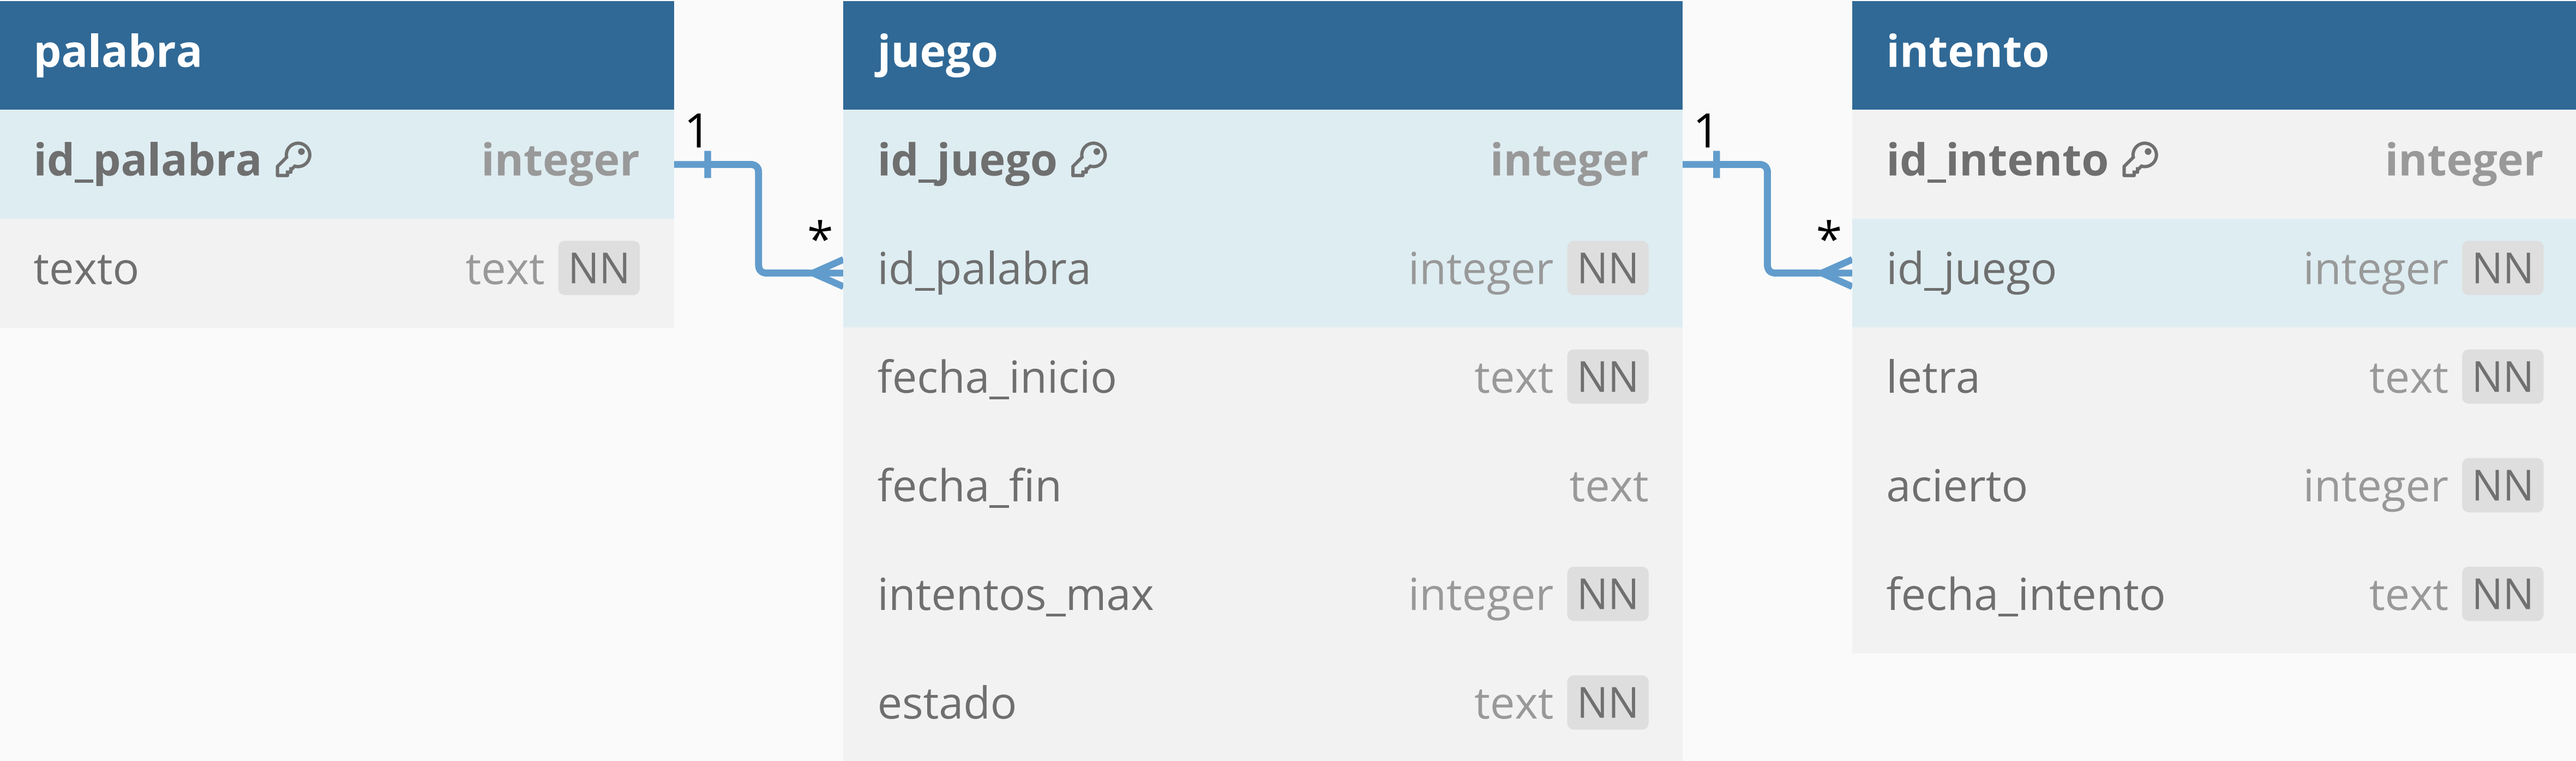 palabra
id_palabra integer
texto text NN
1
*
juego
id_juego integer
id_palabra integer NN
fecha_inicio text NN
fecha_fin text
intentos_max integer NN
estado text NN
1
*
intento
id_intento integer
id_juego integer NN
letra text NN
acierto integer NN
fecha_intento text NN